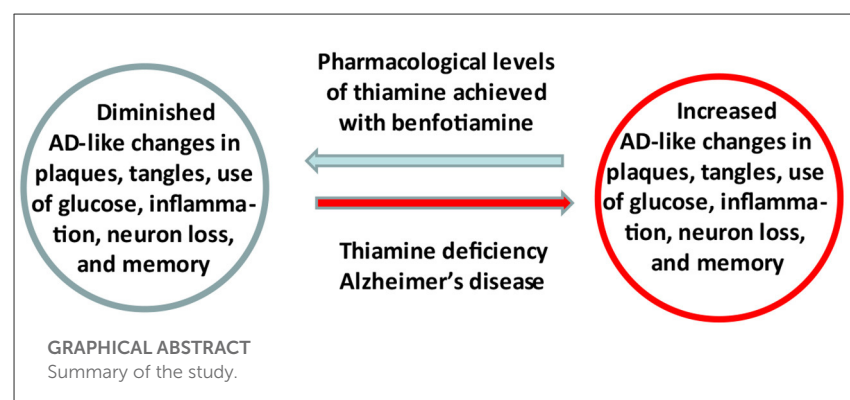 Diminished
AD-like changes in
plaques, tangles, use
of glucose, inflamma-
tion, neuron loss,
and memory
Pharmacological levels
of thiamine achieved
with benfotiamine
Thiamine deficiency
Alzheimer's disease
Increased
AD-like changes in
plaques, tangles, use
of glucose, inflamma-
tion, neuron loss,
and memory
GRAPHICAL ABSTRACT
Summary of the study.